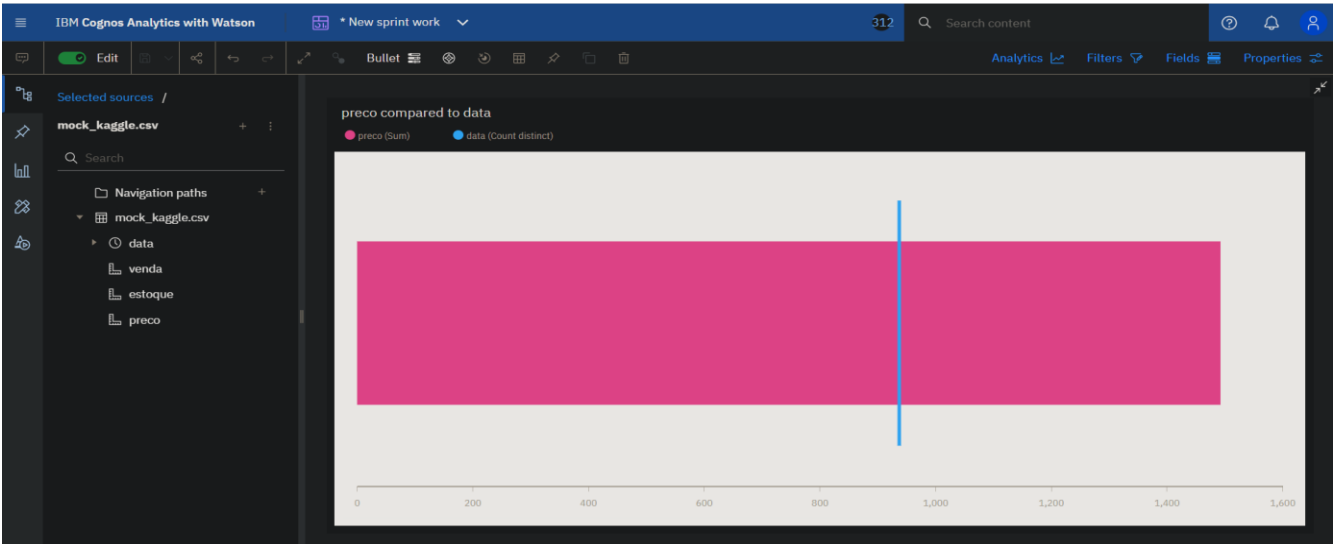 IBM Cognos Analytics with Watson
* New sprint work
312
Search content
Edit
Bullet
Analytics
Filters
Fields
Properties
Selected sources /
mock_kaggle.csv
Search
Navigation paths
mock_kaggle.csv
data
venda
estoque
preco
preco compared to data
preco (Sum) data (Count distinct)
0 200 400 600 800 1,000 1,200 1,400 1,600